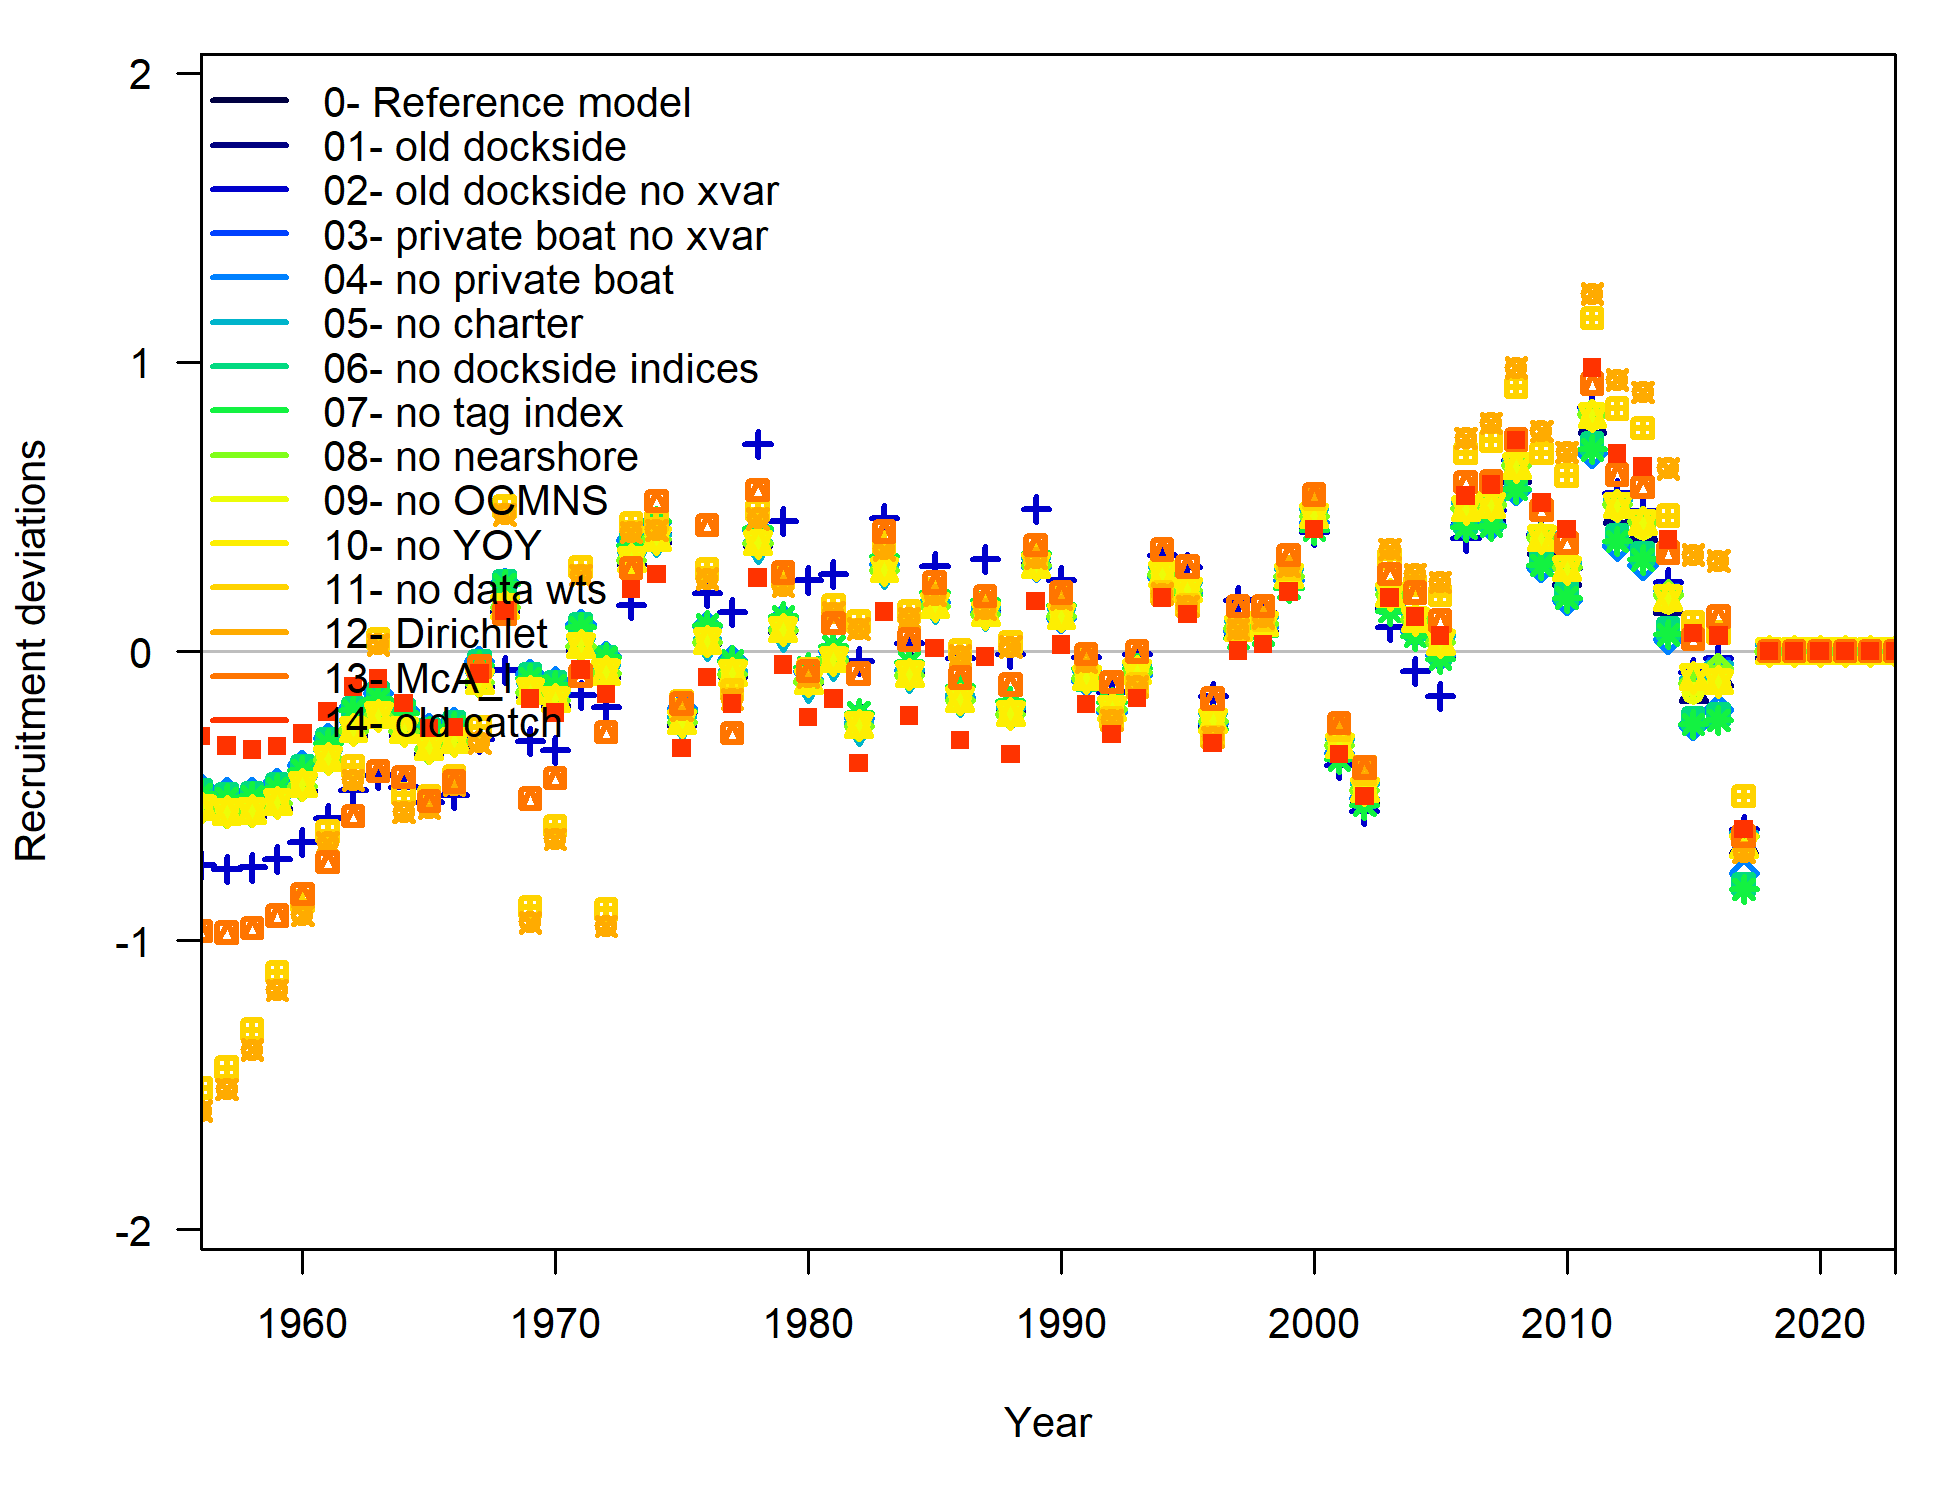 2
1
0
-1
-2
Recruitment deviations
0- Reference model
01- old dockside
02- old dockside no xvar
03- private boat no xvar
04- no private boat
05- no charter
06- no dockside indices
07- no tag index
08- no nearshore
09- no OCMNS
10- no YOY
11- no data wts
12- Dirichlet
13- McA_I
14- old catch
1960 1970 1980 1990 2000 2010 2020
Year